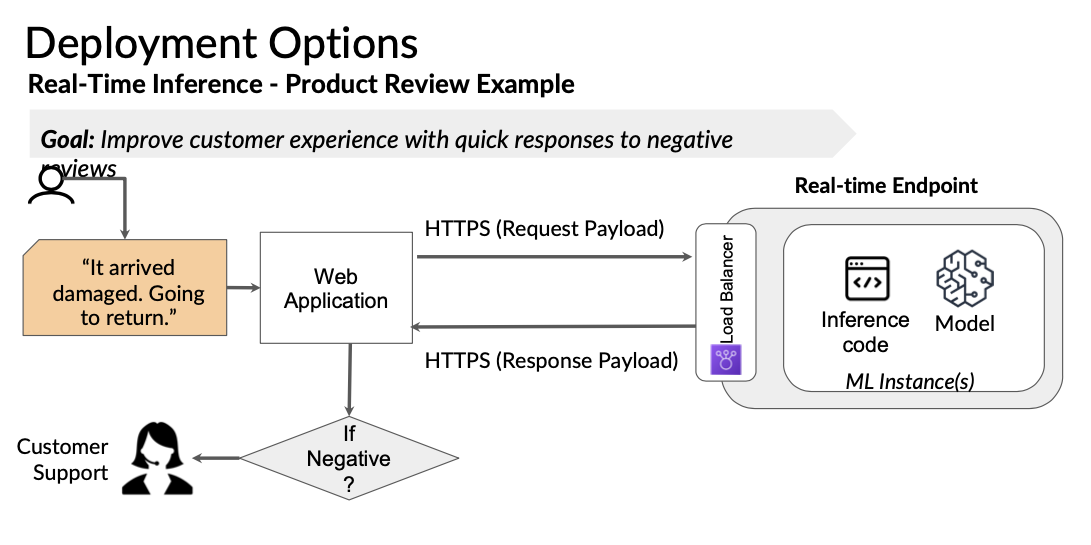 Deployment Options
Real-Time Inference - Product Review Example
Goal: Improve customer experience with quick responses to negative
reviews
Real-time Endpoint
HTTPS (Request Payload)
“It arrived
damaged. Going
to return.”
Web
Application
Load Balancer
Inference
code
Model
HTTPS (Response Payload)
ML Instance(s)
If
Negative
?
Customer
Support